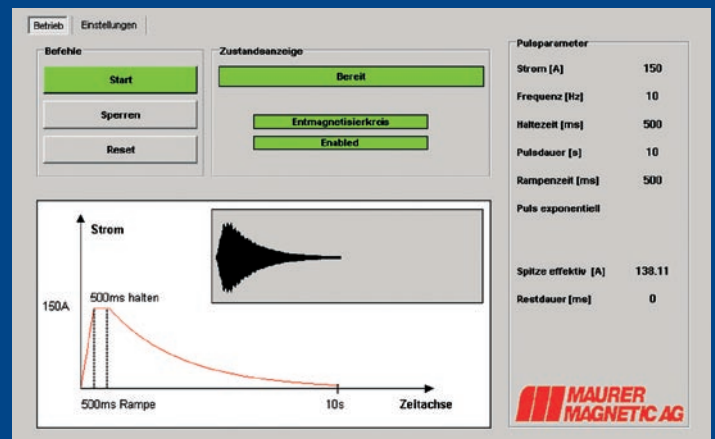 Betrieb Einstellungen
Befehle
Start
Sperren
Reset
Zustandsanzeige
Bereit
Entmagnetisierkreis
Enabled
Strom
150A
500ms halten
500ms Rampe
10s
Zeitachse
Pulsparameter
Strom [A] 150
Frequenz [Hz] 10
Haltezeit [ms] 500
Pulsdauer [s] 10
Rampenzeit [ms] 500
Puls exponentiell
Spitze effektiv [A] 138.11
Restdauer [ms] 0
MAURER
MAGNETIC AG